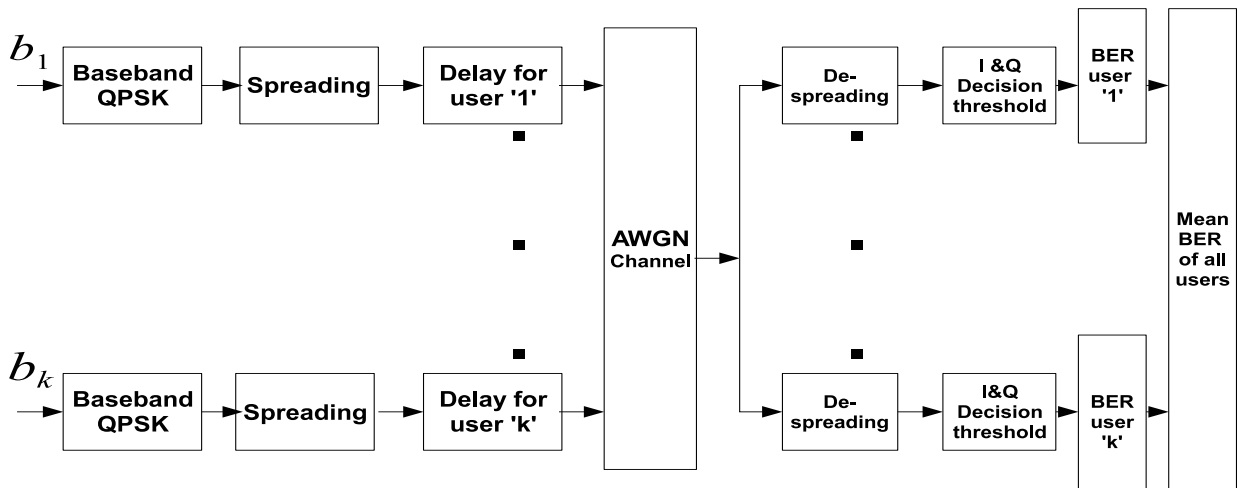 b1
Baseband
QPSK
Spreading
Delay for
user '1'
AWGN
Channel
De-
spreading
I &Q
Decision
threshold
BER
user
'1'
Mean
BER
of all
users
bk
Baseband
QPSK
Spreading
Delay for
user 'k'
De-
spreading
I&Q
Decision
threshold
BER
user
'k'